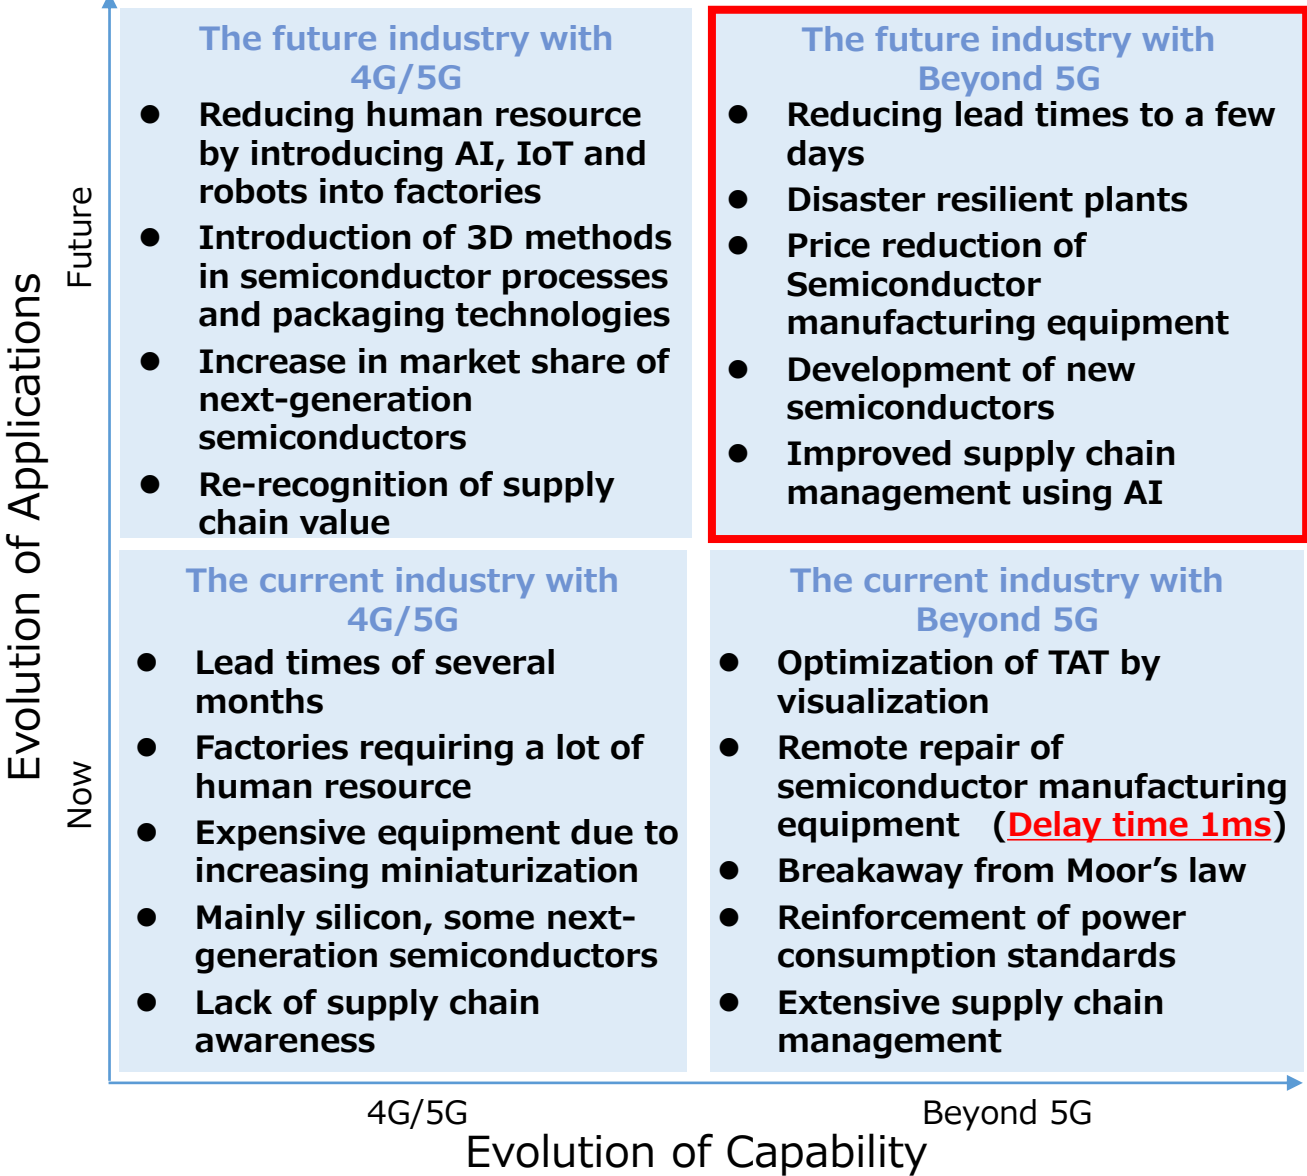 The future industry with
4G/5G
● Reducing human resource
by introducing AI, IoT and
robots into factories
● Introduction of 3D methods
in semiconductor processes
and packaging technologies
● Increase in market share of
next-generation
semiconductors
● Re-recognition of supply
chain value
The future industry with
Beyond 5G
● Reducing lead times to a few
days
● Disaster resilient plants
● Price reduction of
Semiconductor
manufacturing equipment
● Development of new
semiconductors
● Improved supply chain
management using AI
The current industry with
4G/5G
● Lead times of several
months
● Factories requiring a lot of
human resource
● Expensive equipment due to
increasing miniaturization
● Mainly silicon, some next-
generation semiconductors
● Lack of supply chain
awareness
The current industry with
Beyond 5G
● Optimization of TAT by
visualization
● Remote repair of
semiconductor manufacturing
equipment (Delay time 1ms)
● Breakaway from Moor’s law
● Reinforcement of power
consumption standards
● Extensive supply chain
management
Evolution of Applications
Future
Now
4G/5G
Beyond 5G
Evolution of Capability